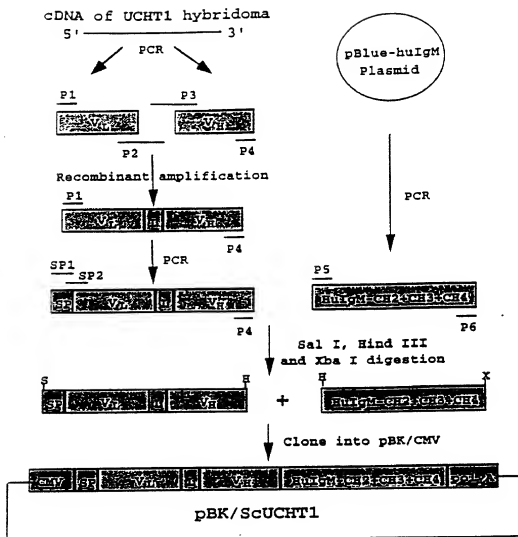 cDNA of UCHT1 hybridoma
5' 3'
PCR
pBlue-huIgM
Plasmid
P1
P3
VL
VH
P2
P4
Recombinant amplification
PCR
P1
VL
L
VH
P4
PCR
SP1
SP2
P5
SP
VL
L
VH
HuIgM-CH2+CH3+CH4
P4
P6
Sal I, Hind III
and Xba I digestion
S
H
H
X
SP
VL
L
VH
+
HuIgM-CH2+CH3+CH4
Clone into pBK/CMV
CMV
SP
VL
L
VH
HuIgM-CH2+CH3+CH4
polyA
pBK/ScUCHT1